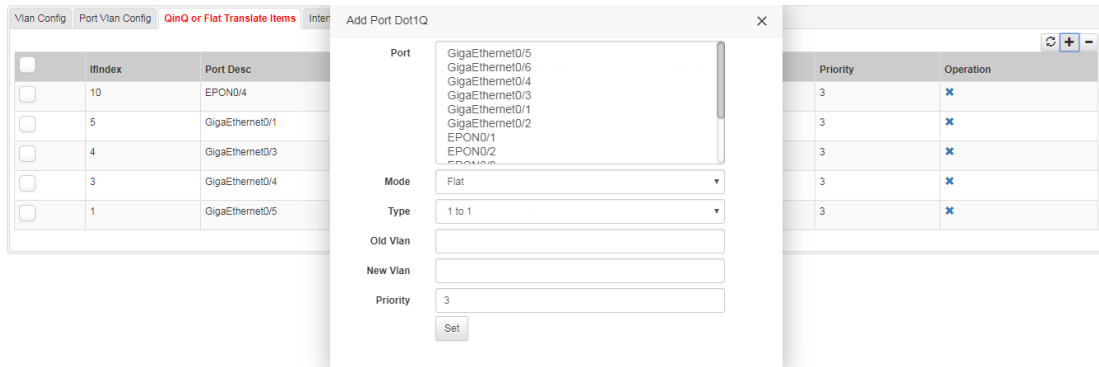 Vlan Config Port Vlan Config QinQ or Flat Translate Items Inter
Add Port Dot1Q
IfIndex Port Desc Priority Operation
10 EPON0/4 3
5 GigaEthernet0/1 3
4 GigaEthernet0/3 3
3 GigaEthernet0/4 3
1 GigaEthernet0/5 3
Port
GigaEthernet0/5
GigaEthernet0/6
GigaEthernet0/4
GigaEthernet0/3
GigaEthernet0/1
GigaEthernet0/2
EPON0/1
EPON0/2
Mode Flat
Type 1 to 1
Old Vlan
New Vlan
Priority 3
Set